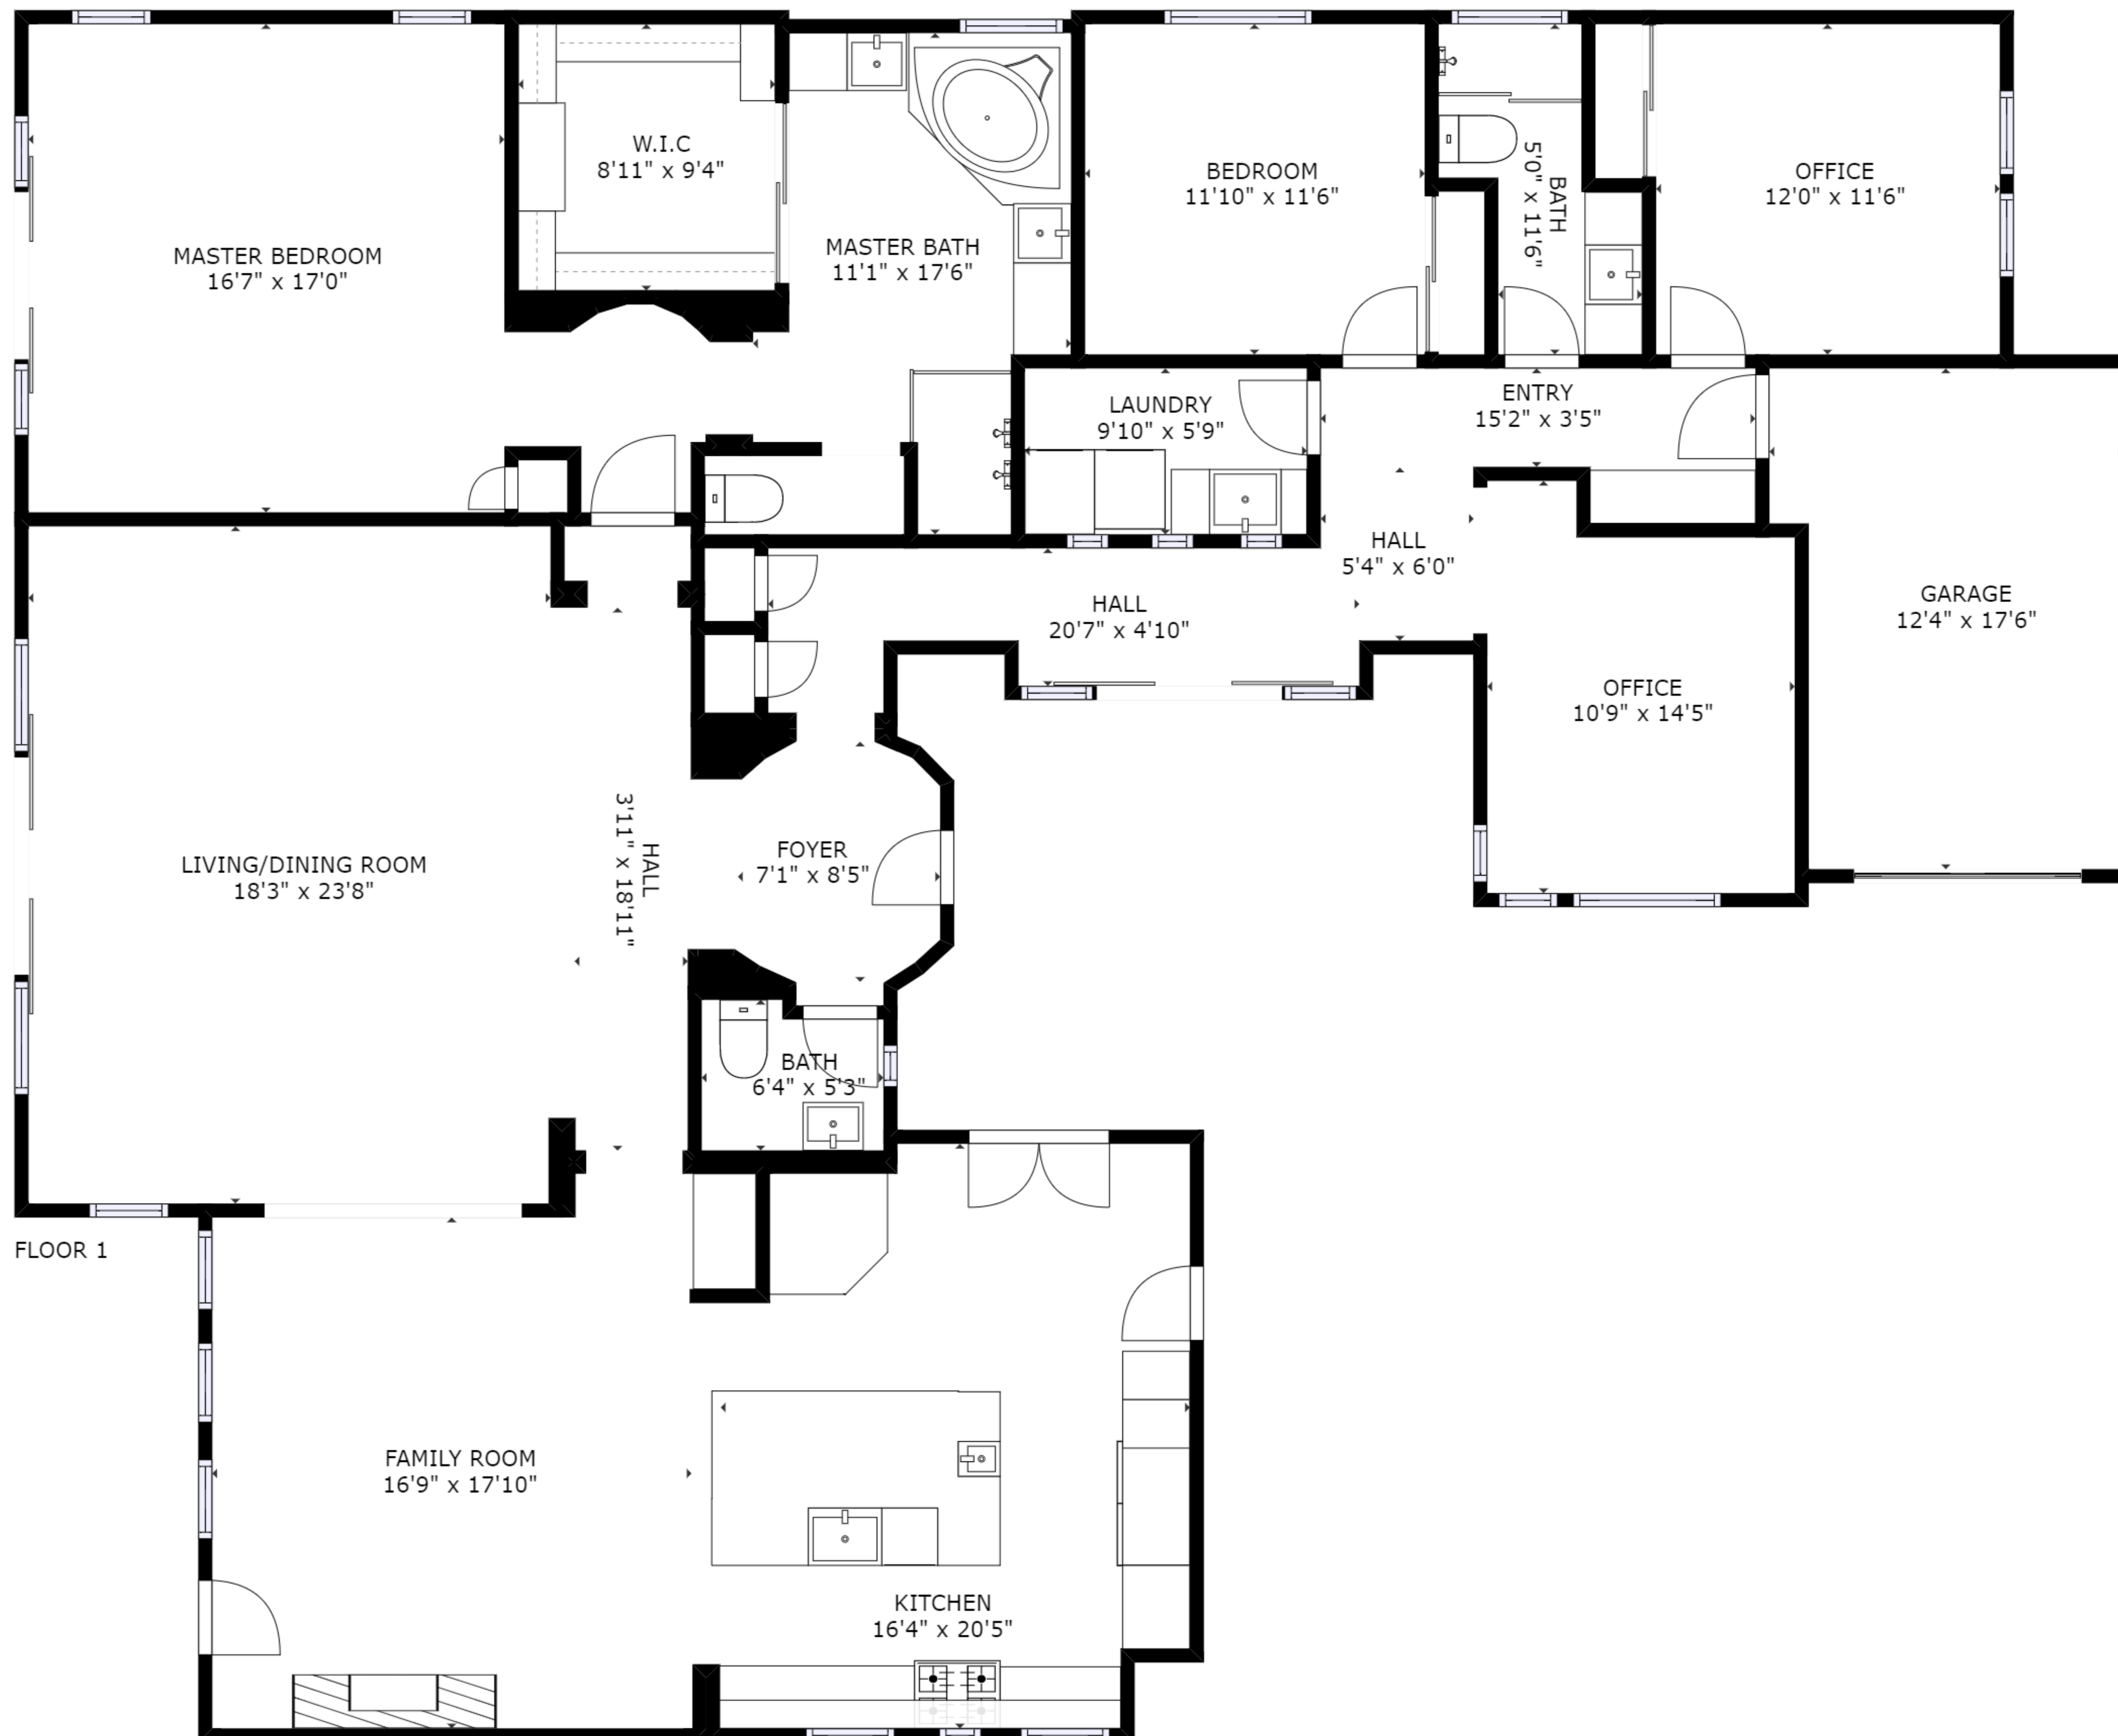 W.I.C
8'11" x 9'4"
BEDROOM
11'10" x 11'6"
BATH
5'0" x 11'6"
OFFICE
12'0" x 11'6"
MASTER BEDROOM
16'7" x 17'0"
MASTER BATH
11'1" x 17'6"
LAUNDRY
9'10" x 5'9"
ENTRY
15'2" x 3'5"
HALL
5'4" x 6'0"
HALL
20'7" x 4'10"
GARAGE
12'4" x 17'6"
OFFICE
10'9" x 14'5"
LIVING/DINING ROOM
18'3" x 23'8"
HALL
3'11" x 18'11"
FOYER
7'1" x 8'5"
BATH
6'4" x 5'3"
FLOOR 1
FAMILY ROOM
16'9" x 17'10"
KITCHEN
16'4" x 20'5"